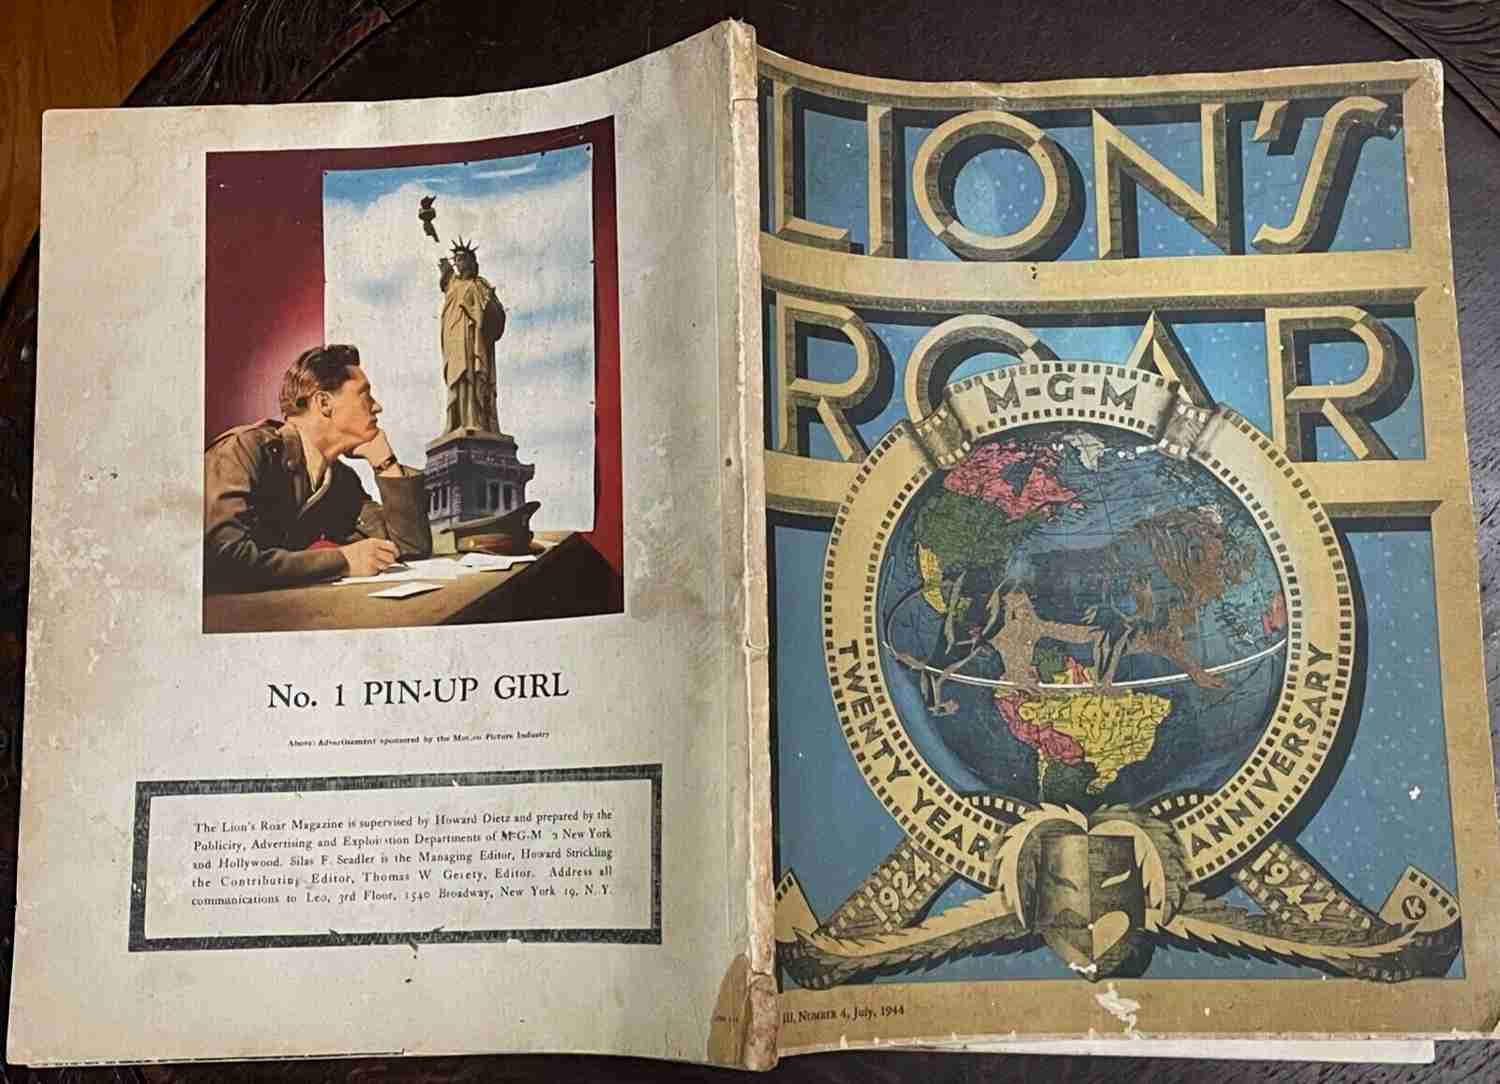 No. 1 PIN-UP GIRL
Above: Advertisement sponsored by the Motion Picture Industry
The Lion's Roar Magazine is supervised by Howard Dietz and prepared by the
Publicity, Advertising and Exploitation Departments of M-G-M New York
and Hollywood. Silas F. Seadler is the Managing Editor, Howard Strickling
the Contributing Editor, Thomas W Gerety, Editor. Address all
communications to Leo, 3rd Floor, 1540 Broadway, New York 19, N. Y.
LION'S
ROAR
M-G-M
TWENTY YEAR
ANNIVERSARY
1924
1944
K
III, NUMBER 4, July, 1944